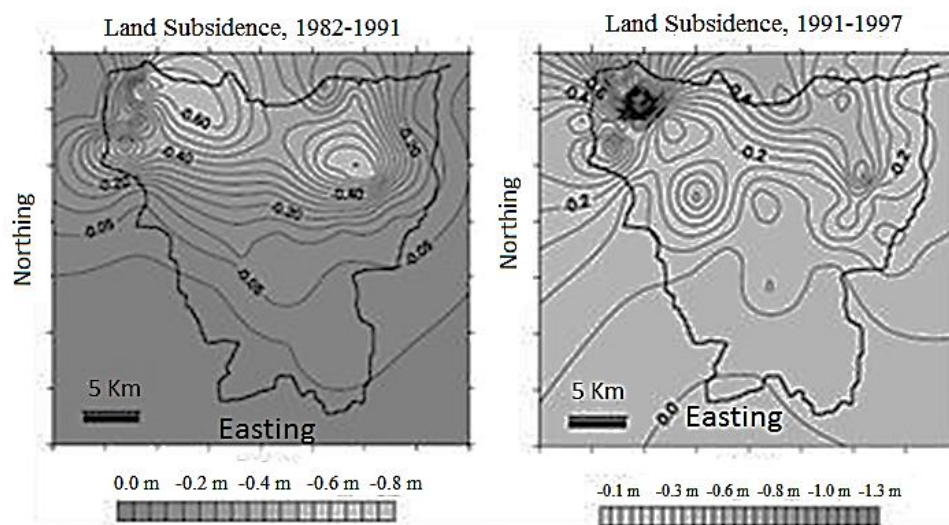 Land Subsidence, 1982-1991
-0.60
-0.40
-0.20
-0.40
-0.20
-0.20
-0.05
-0.05
-0.05
Northing
5 Km
Easting
0.0 m -0.2 m -0.4 m -0.6 m -0.8 m
Land Subsidence, 1991-1997
0.4
0.4
0.2
0.2
0.2
0.0
Northing
5 Km
Easting
-0.1 m -0.3 m -0.6 m -0.8 m -1.0 m -1.3 m